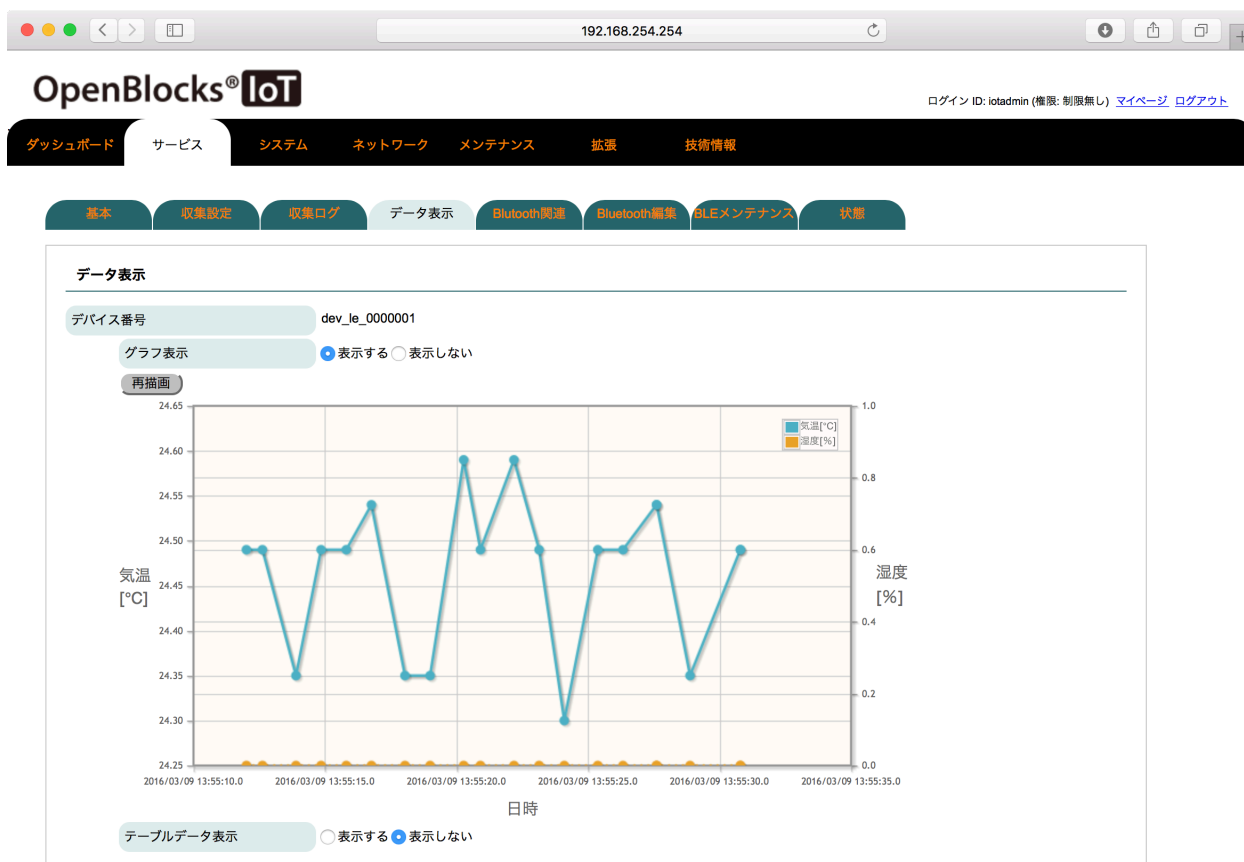 192.168.254.254
OpenBlocks® IoT
ログイン ID: iotadmin (権限: 制限無し) マイページ ログアウト
ダッシュボード サービス システム ネットワーク メンテナンス 拡張 技術情報
基本 収集設定 収集ログ データ表示 Blutooth関連 Bluetooth編集 BLEメンテナンス 状態
データ表示
デバイス番号 dev_le_0000001
グラフ表示 表示する 表示しない
再描画
24.65
24.60
24.55
24.50
24.45
24.40
24.35
24.30
24.25
気温
[°C]
気温[°C]
湿度[%]
1.0
0.8
0.6
0.4
0.2
0.0
湿度
[%]
2016/03/09 13:55:10.0 2016/03/09 13:55:15.0 2016/03/09 13:55:20.0 2016/03/09 13:55:25.0 2016/03/09 13:55:30.0 2016/03/09 13:55:35.0
日時
テーブルデータ表示 表示する 表示しない